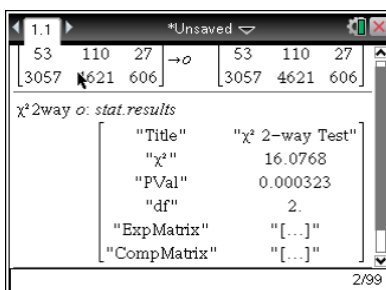 1.1 *Unsaved
[53 110 27 3057 4621 606]→o [53 110 27 3057 4621 606]
χ²2way o: stat.results
"Title" "χ² 2-way Test"
"χ²" 16.0768
"PVal" 0.000323
"df" 2.
"ExpMatrix" "[...]"
"CompMatrix" "[...]"
2/99